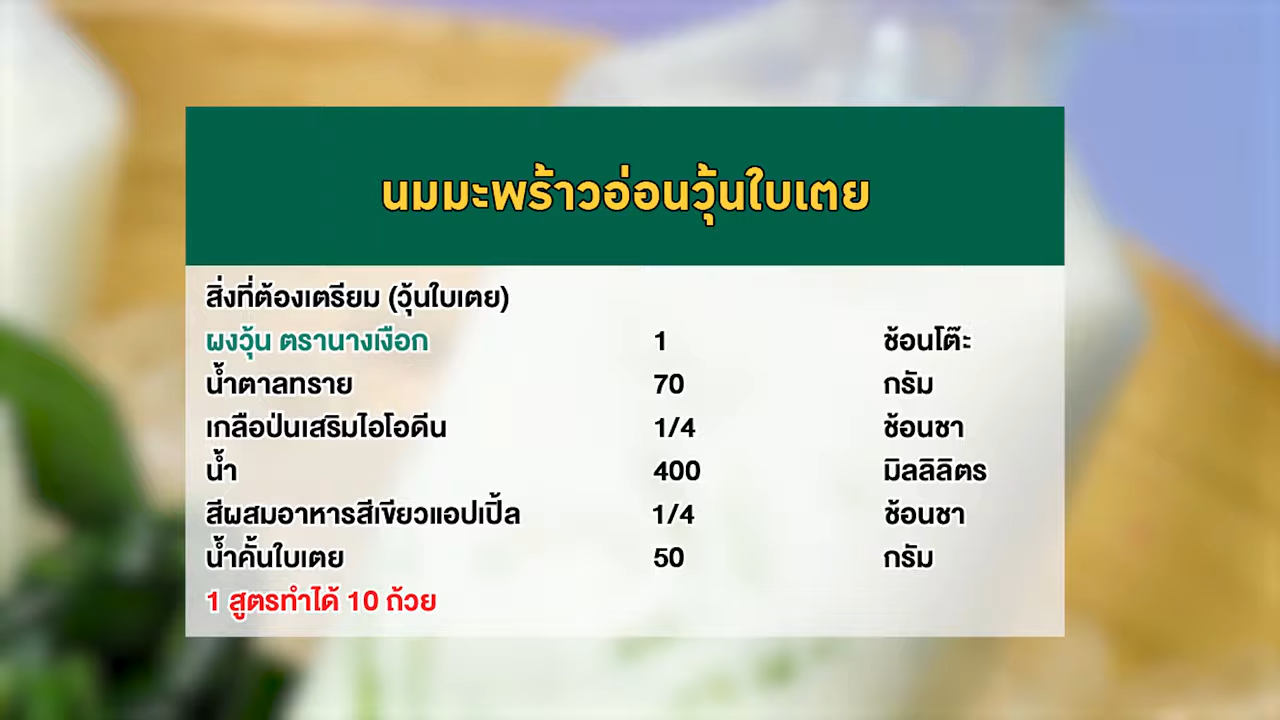 นมมะพร้าวอ่อนวุ้นใบเตย
สิ่งที่ต้องเตรียม (วุ้นใบเตย)
ผงวุ้น ตรานางเงือก 1 ช้อนโต๊ะ
น้ำตาลทราย 70 กรัม
เกลือป่นเสริมไอโอดีน 1/4 ช้อนชา
น้ำ 400 มิลลิลิตร
สีผสมอาหารสีเขียวแอปเปิ้ล 1/4 ช้อนชา
น้ำคั้นใบเตย 50 กรัม
1 สูตรทำได้ 10 ถ้วย